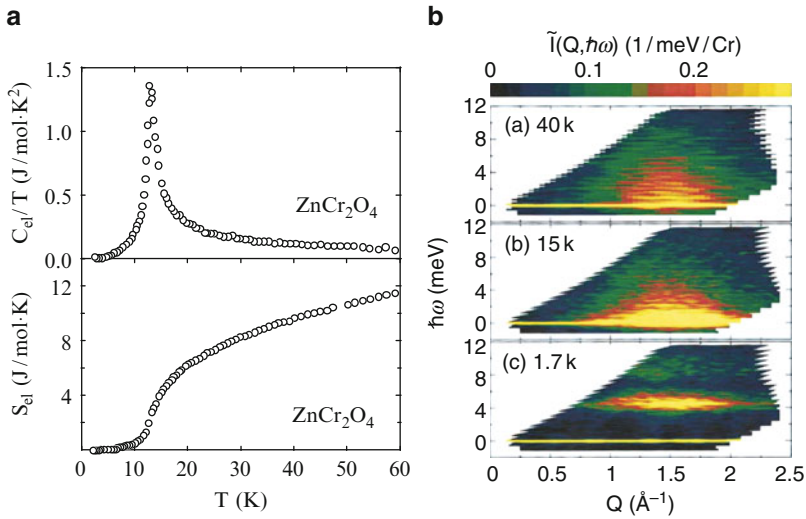 a
1.5
1.0
0.5
0.0
C_el/T (J/mol·K²)
ZnCr₂O₄
12
8
4
S_el (J/mol·K)
ZnCr₂O₄
0 10 20 30 40 50 60
T (K)
b
Ĩ(Q,ħω) (1/meV/Cr)
0 0.1 0.2
12
8
4
0
(a) 40k
12
8
4
0
(b) 15k
12
8
4
0
(c) 1.7k
ħω (meV)
0 0.5 1 1.5 2 2.5
Q (Å⁻¹)